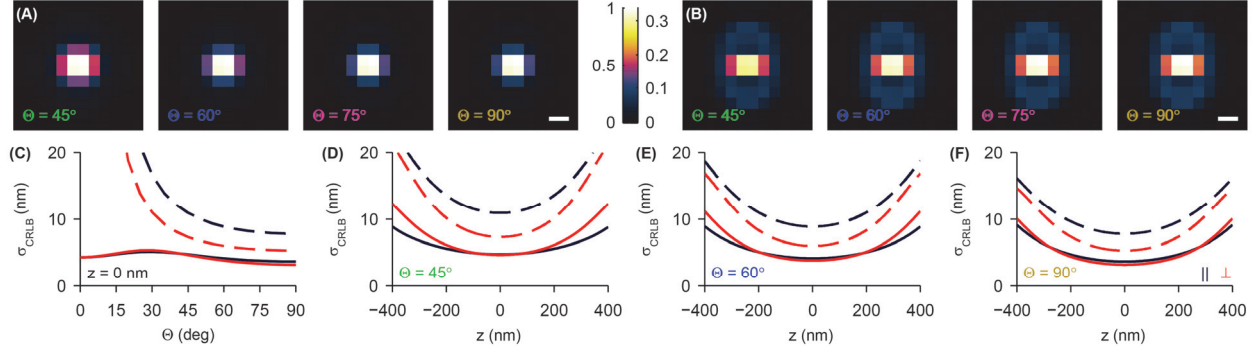 (A)
Θ = 45°
Θ = 60°
Θ = 75°
Θ = 90°
1
0.5
0
0.3
0.2
0.1
0
(B)
Θ = 45°
Θ = 60°
Θ = 75°
Θ = 90°
(C)
20
10
0
σCRLB (nm)
z = 0 nm
0 15 30 45 60 75 90
Θ (deg)
(D)
20
10
0
σCRLB (nm)
Θ = 45°
−400 −200 0 200 400
z (nm)
(E)
20
10
0
σCRLB (nm)
Θ = 60°
−400 −200 0 200 400
z (nm)
(F)
20
10
0
σCRLB (nm)
Θ = 90°
|| ⊥
−400 −200 0 200 400
z (nm)